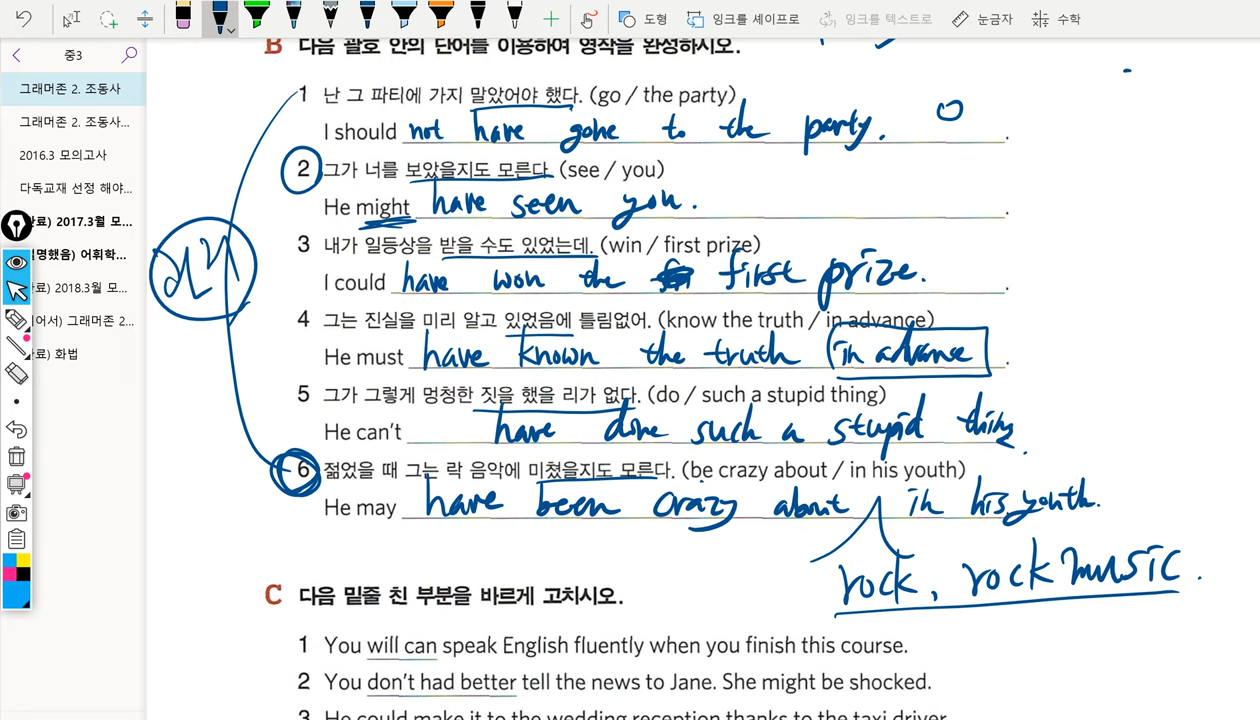 도형 잉크를 셰이프로 잉크를 텍스트로 눈금자 수학
중3
그래머존 2. 조동사
그래머존 2. 조동사...
2016.3 모의고사
다독교재 선정 해야...
2017.3월 모...
어휘학...
2018.3월 모...
그래머존 2...
화법
B 다음 괄호 안의 단어를 이용하여 영작을 완성하시오.
1 난 그 파티에 가지 말았어야 했다. (go / the party)
I should not have gone to the party.
2 그가 너를 보았을지도 모른다. (see / you)
He might have seen you.
3 내가 일등상을 받을 수도 있었는데. (win / first prize)
I could have won the first prize.
4 그는 진실을 미리 알고 있었음에 틀림없어. (know the truth / in advance)
He must have known the truth in advance.
5 그가 그렇게 멍청한 짓을 했을 리가 없다. (do / such a stupid thing)
He can't have done such a stupid thing.
6 젊었을 때 그는 락 음악에 미쳤을지도 모른다. (be crazy about / in his youth)
He may have been crazy about in his youth.
rock, rock music.
C 다음 밑줄 친 부분을 바르게 고치시오.
1 You will can speak English fluently when you finish this course.
2 You don't had better tell the news to Jane. She might be shocked.
3 He could make it to the wedding reception thanks to the taxi driver.